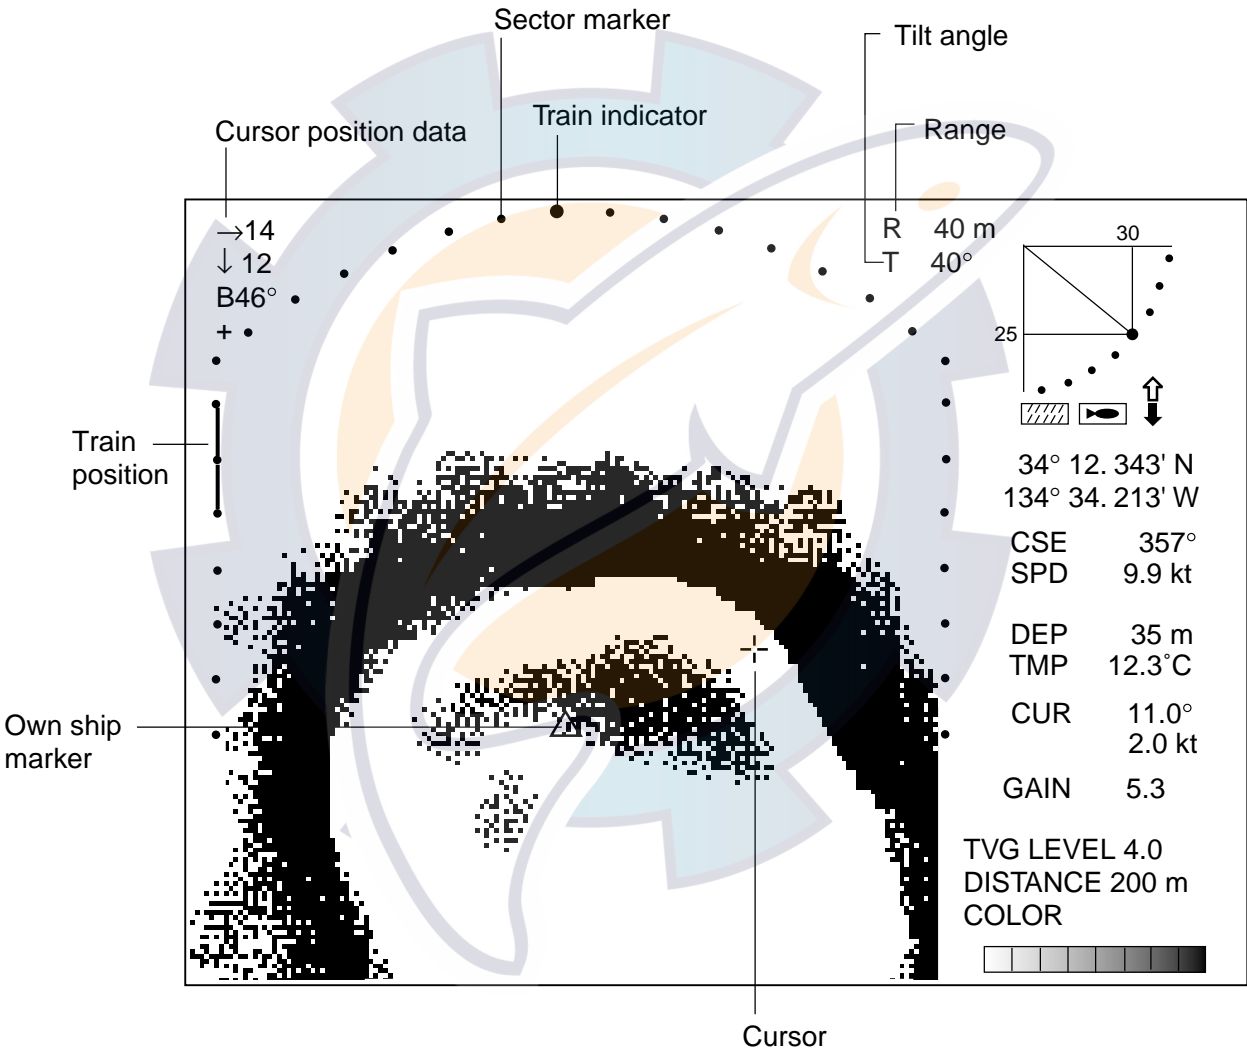 Sector marker
Tilt angle
Train indicator
Cursor position data
Range
→14
↓ 12
B46°
+
R 40 m
T 40°
30
25
Train
position
34° 12. 343' N
134° 34. 213' W
CSE 357°
SPD 9.9 kt
DEP 35 m
TMP 12.3°C
CUR 11.0°
2.0 kt
Own ship
marker
GAIN 5.3
TVG LEVEL 4.0
DISTANCE 200 m
COLOR
Cursor